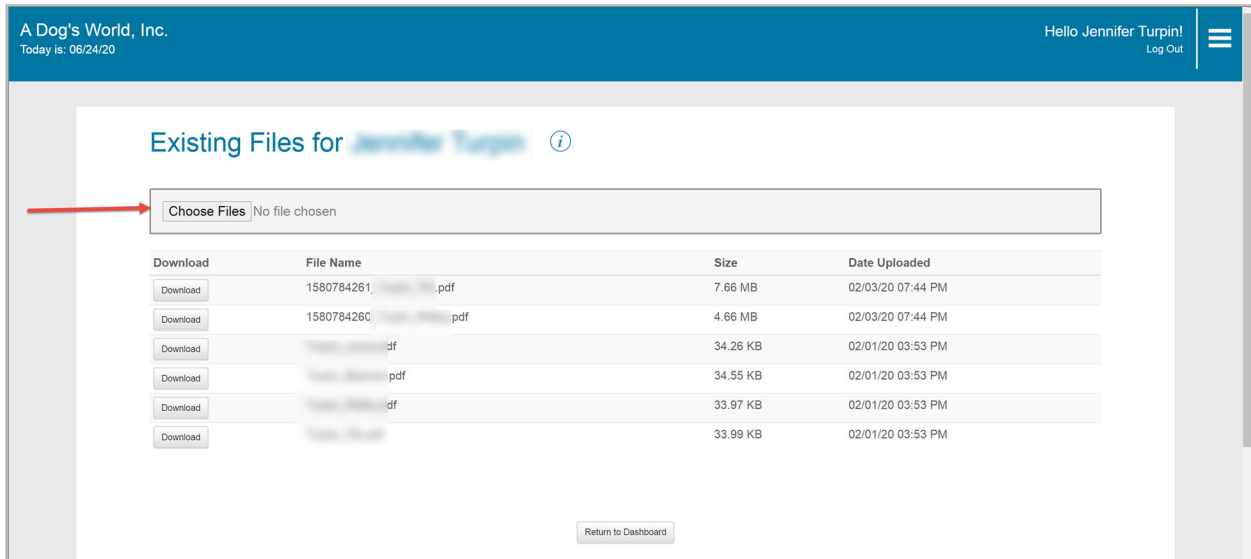 A Dog's World, Inc.
Hello Jennifer Turpin!
Today is: 06/24/20
Log Out
Existing Files for
Choose Files No file chosen
Download File Name Size Date Uploaded
Download 1580784261_ .pdf 7.66 MB 02/03/20 07:44 PM
Download 1580784260 pdf 4.66 MB 02/03/20 07:44 PM
Download df 34.26 KB 02/01/20 03:53 PM
Download pdf 34.55 KB 02/01/20 03:53 PM
Download df 33.97 KB 02/01/20 03:53 PM
Download 33.99 KB 02/01/20 03:53 PM
Return to Dashboard